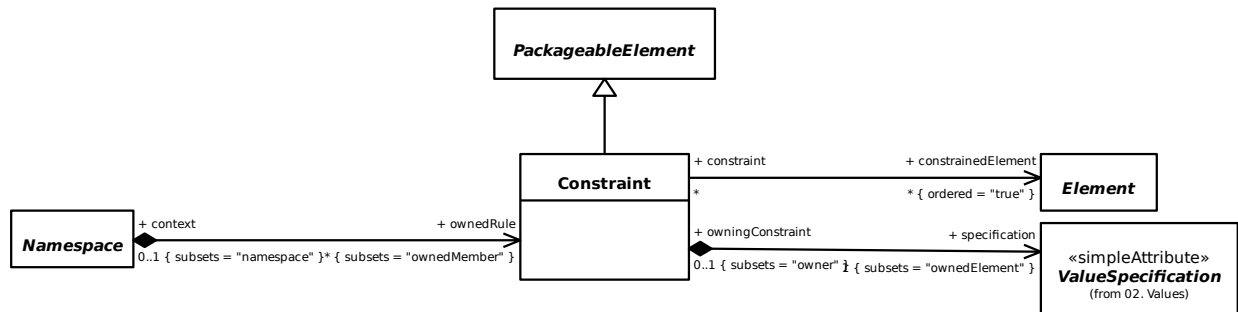 PackageableElement
+ constraint
+ constrainedElement
Constraint
Element
*
* { ordered = "true" }
+ context
+ ownedRule
Namespace
0..1 { subsets = "namespace" }* { subsets = "ownedMember" }
+ owningConstraint
+ specification
0..1 { subsets = "owner" }
{ subsets = "ownedElement" }
«simpleAttribute»
ValueSpecification
(from 02. Values)